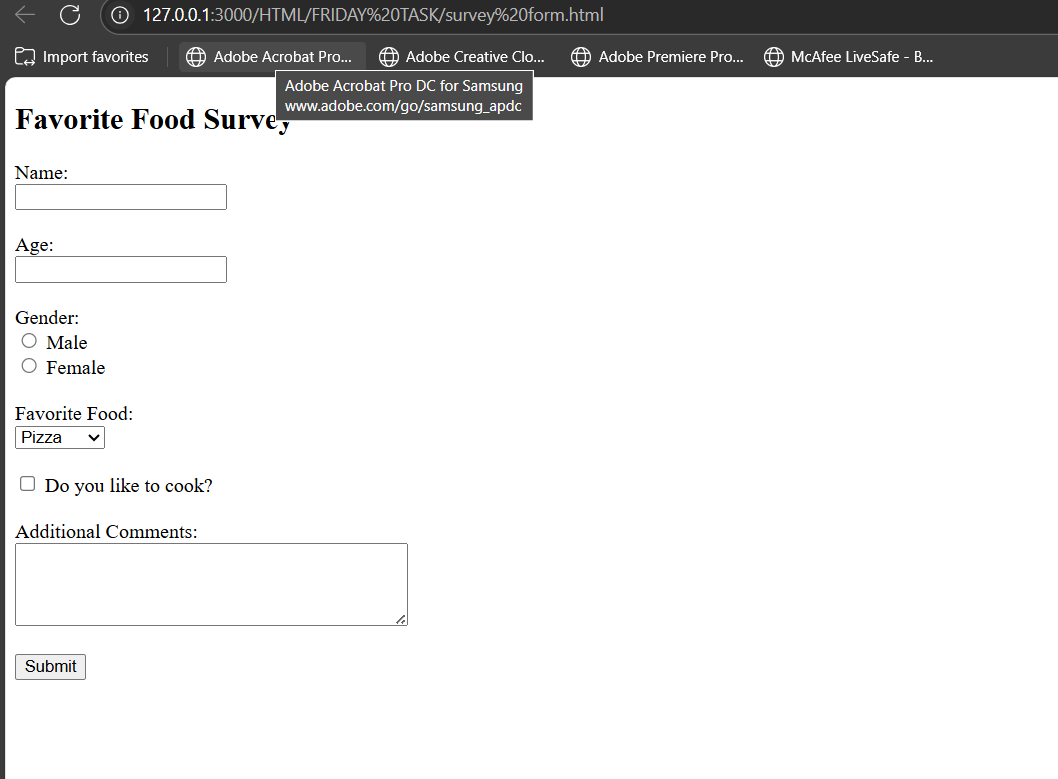 127.0.0.1:3000/HTML/FRIDAY%20TASK/survey%20form.html
Import favorites
Adobe Acrobat Pro...
Adobe Creative Clo...
Adobe Premiere Pro...
McAfee LiveSafe - B...
Adobe Acrobat Pro DC for Samsung
www.adobe.com/go/samsung_apdc
Favorite Food Survey
Name:
Age:
Gender:
Male
Female
Favorite Food:
Pizza
Do you like to cook?
Additional Comments:
Submit